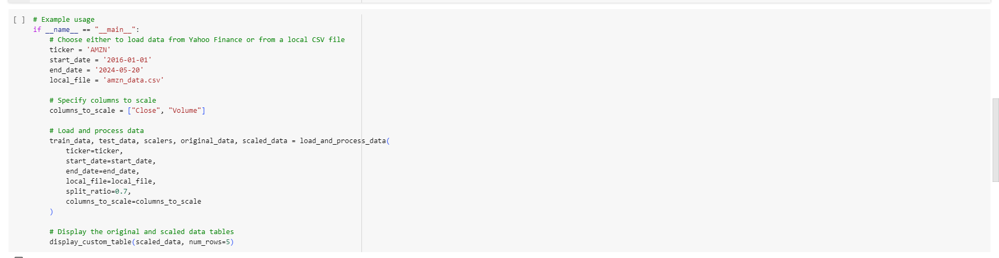 [ ] # Example usage
if __name__ == "__main__":
    # Choose either to load data from Yahoo Finance or from a local CSV file
    ticker = 'AMZN'
    start_date = '2016-01-01'
    end_date = '2024-05-20'
    local_file = 'amzn_data.csv'

    # Specify columns to scale
    columns_to_scale = ["Close", "Volume"]

    # Load and process data
    train_data, test_data, scalers, original_data, scaled_data = load_and_process_data(
        ticker=ticker,
        start_date=start_date,
        end_date=end_date,
        local_file=local_file,
        split_ratio=0.7,
        columns_to_scale=columns_to_scale
    )

    # Display the original and scaled data tables
    display_custom_table(scaled_data, num_rows=5)